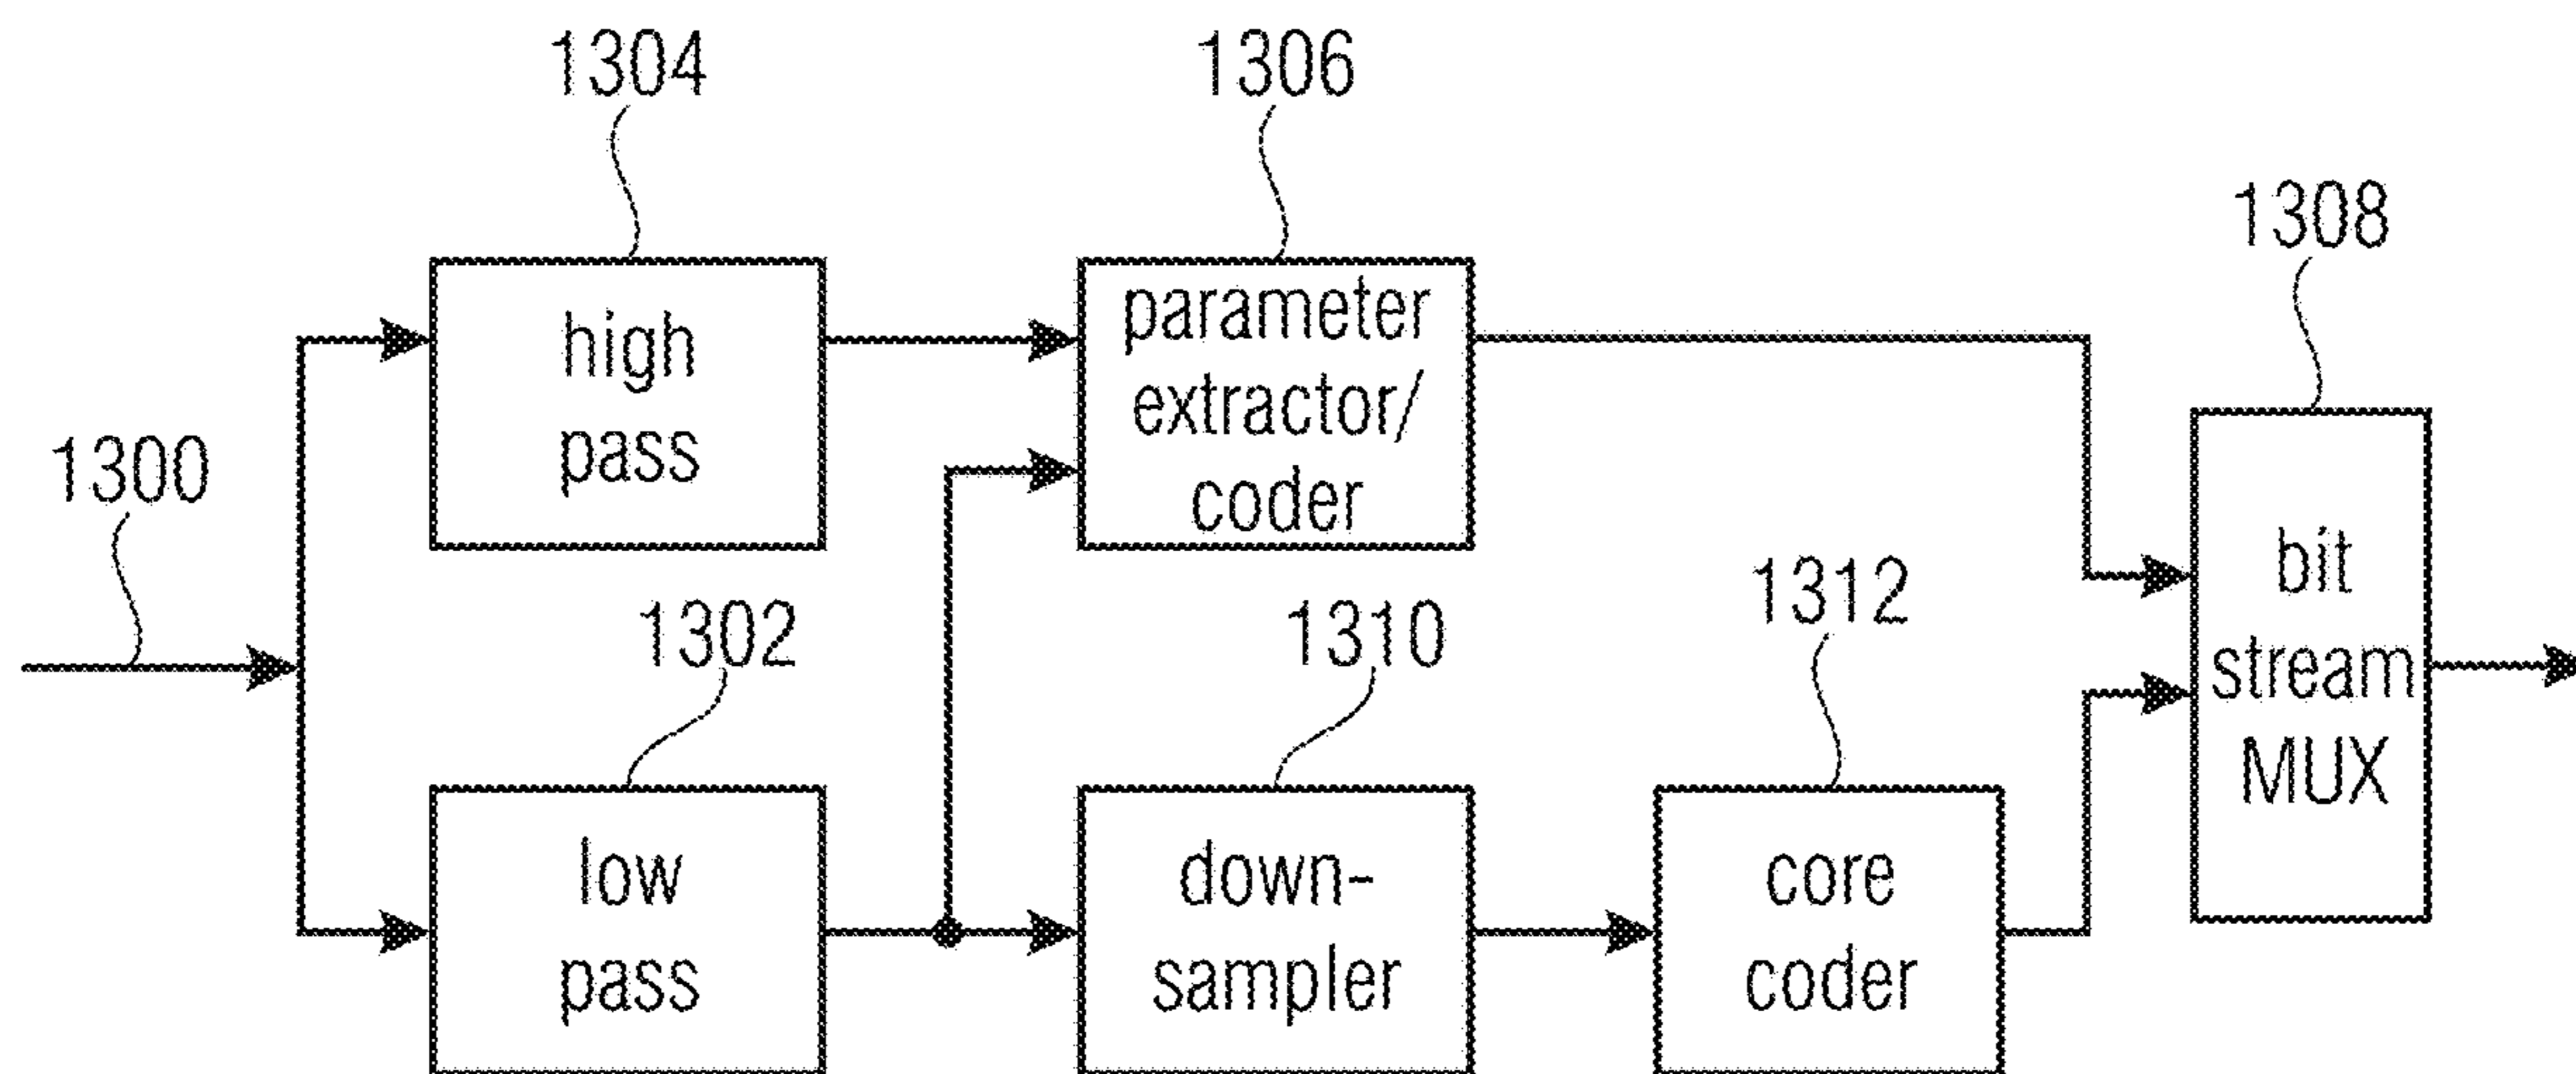 1304
1306
1308
high
pass
parameter
extractor/
coder
1300
1302
1310
1312
bit
stream
MUX
low
pass
down-
sampler
core
coder